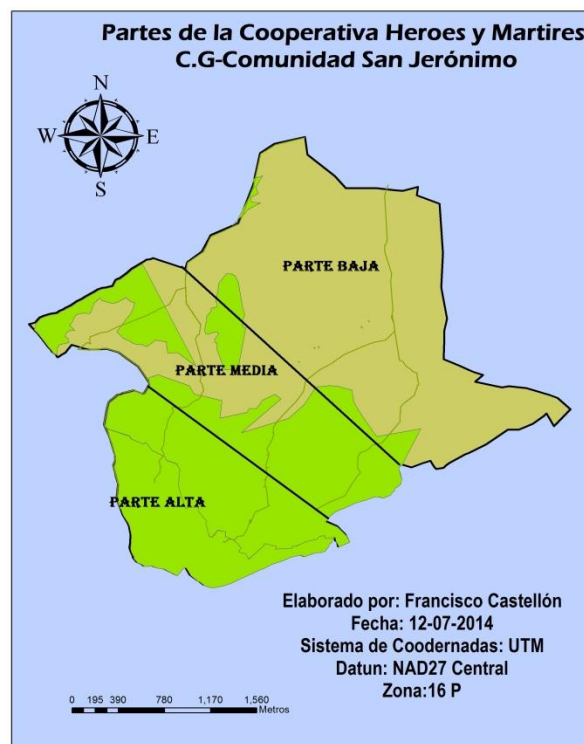 Partes de la Cooperativa Heroes y Martires
C.G-Comunidad San Jerónimo
N
W E
S
PARTE BAJA
PARTE MEDIA
PARTE ALTA
Elaborado por: Francisco Castellón
Fecha: 12-07-2014
Sistema de Coodernadas: UTM
Datun: NAD27 Central
Zona:16 P
0 195 390 780 1,170 1,560
Metros